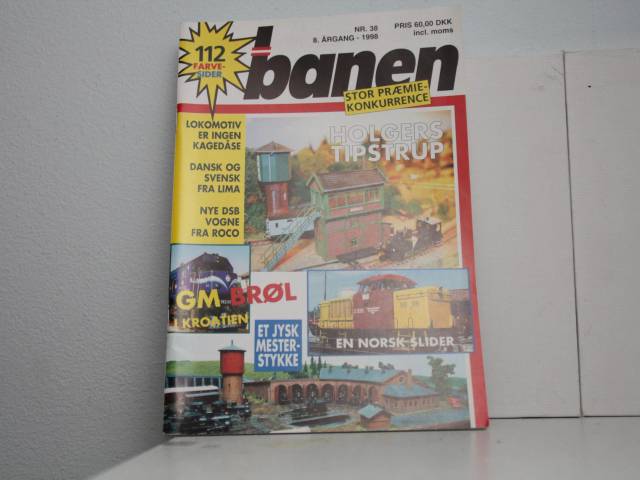 112
FARVE-
SIDER
NR. 38
8. ÅRGANG - 1998
PRIS 60,00 DKK
incl. moms
banen
STOR PRÆMIE-
KONKURRENCE
LOKOMOTIV
ER INGEN
KAGEDÅSE
DANSK OG
SVENSK
FRA LIMA
NYE DSB
VOGNE
FRA ROCO
HOLGERS
TIPSTRUP
GM BRØL
I KROATIEN
ET JYSK
MESTER-
STYKKE
EN NORSK SLIDER